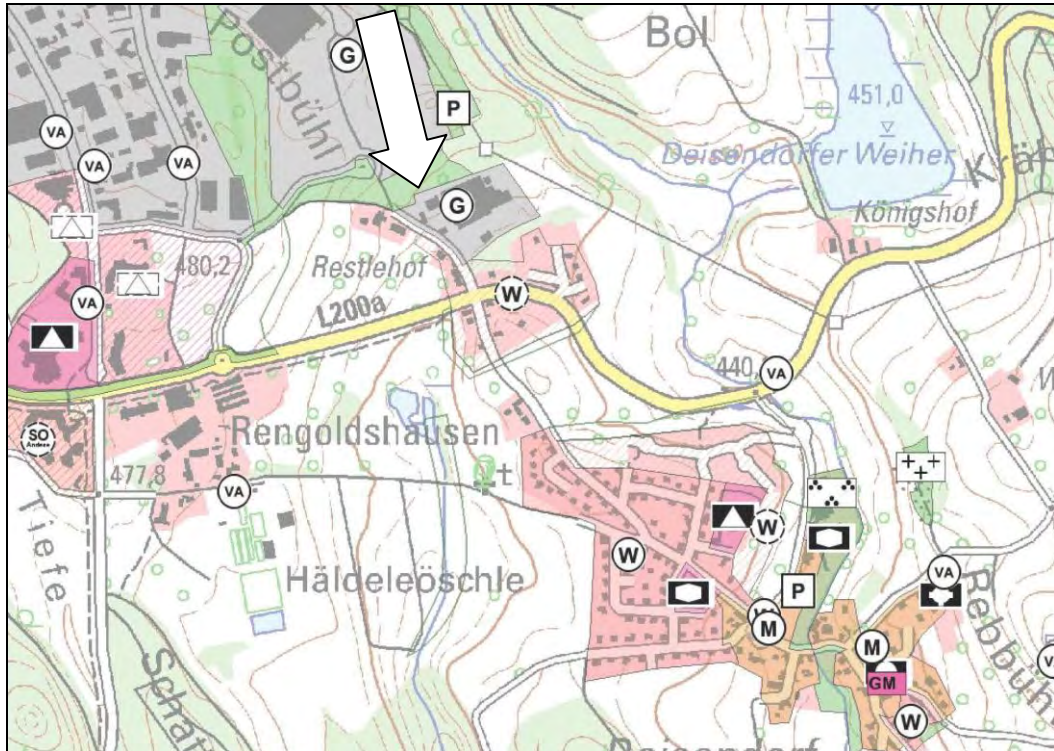 Postbühl
G
P
Bol
451,0
Deisendorfer Weiher
VA
VA
VA
G
Königshof
480,2
Restlehof
VA
W
L200a
440,
VA
SO
Rengoldshausen
477,8
VA
t
W
W
Häldeleöschle
Tiefe
P
VA
M
M
GM
W